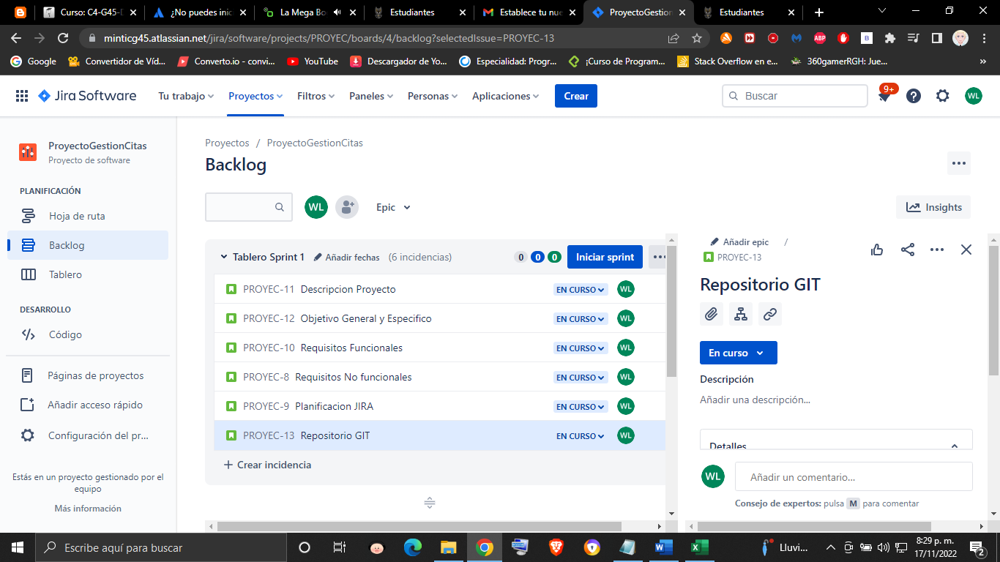 Curso: C4-G45-D
¿No puedes inic
La Mega Bo
Estudiantes
Establece tu nue
ProyectoGestion
Estudiantes
minticg45.atlassian.net/jira/software/projects/PROYEC/boards/4/backlog?selectedIssue=PROYEC-13
Google
Convertidor de Víd...
Converto.io - convi...
YouTube
Descargador de Yo...
Especialidad: Progr...
¡Curso de Program...
Stack Overflow en e...
360gamerRGH: Jue...
»
Jira Software
Tu trabajo
Proyectos
Filtros
Paneles
Personas
Aplicaciones
Crear
Buscar
9+
WL
ProyectoGestionCitas
Proyecto de software
PLANIFICACIÓN
Hoja de ruta
Backlog
Tablero
DESARROLLO
Código
Páginas de proyectos
Añadir acceso rápido
Configuración del pr...
Estás en un proyecto gestionado por el
equipo
Más información
Proyectos / ProyectoGestionCitas
Backlog
WL
Epic
Insights
Tablero Sprint 1 Añadir fechas (6 incidencias) 0 0 0 Iniciar sprint
PROYEC-11 Descripcion Proyecto EN CURSO WL
PROYEC-12 Objetivo General y Especifico EN CURSO WL
PROYEC-10 Requisitos Funcionales EN CURSO WL
PROYEC-8 Requisitos No funcionales EN CURSO WL
PROYEC-9 Planificacion JIRA EN CURSO WL
PROYEC-13 Repositorio GIT EN CURSO WL
+ Crear incidencia
Añadir epic /
PROYEC-13
Repositorio GIT
En curso
Descripción
Añadir una descripción...
Detalles
WL
Añadir un comentario...
Consejo de expertos: pulsa M para comentar
Escribe aquí para buscar
Lluvi...
8:29 p. m.
17/11/2022
2